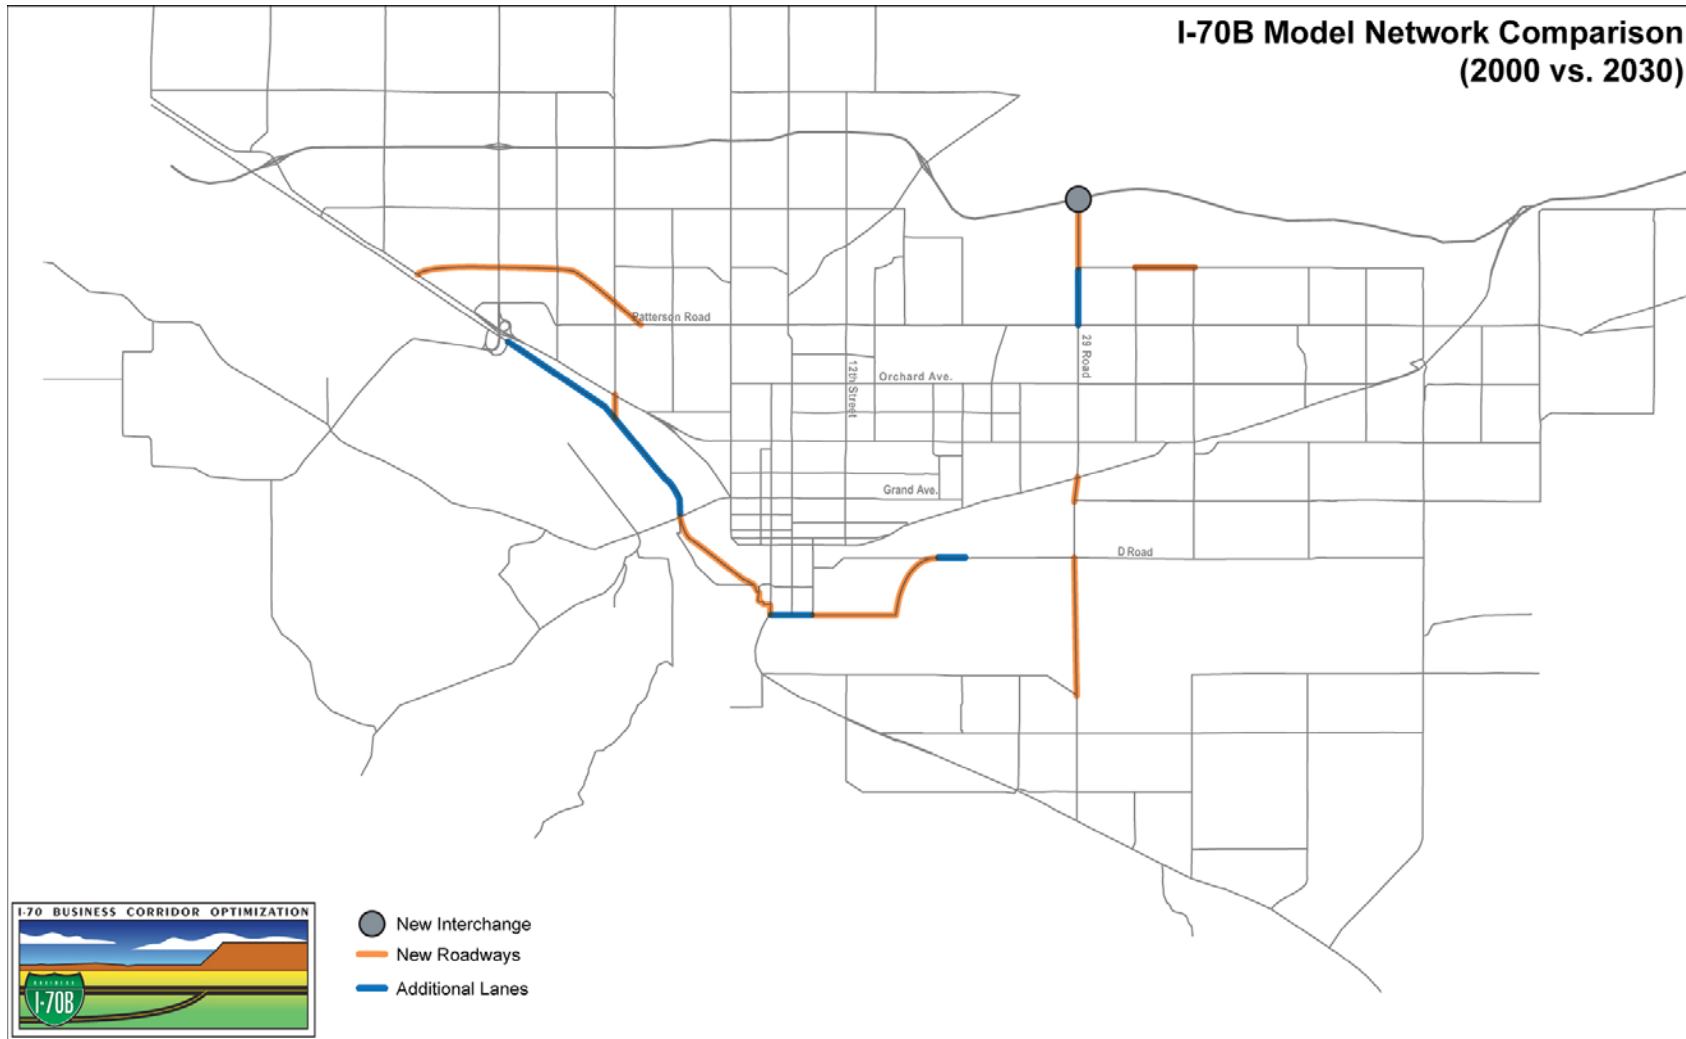 I-70B Model Network Comparison
(2000 vs. 2030)
Patterson Road
29 Road
12th Street
Orchard Ave.
Grand Ave.
D Road
I-70 BUSINESS CORRIDOR OPTIMIZATION
BUSINESS
I-70B
New Interchange
New Roadways
Additional Lanes